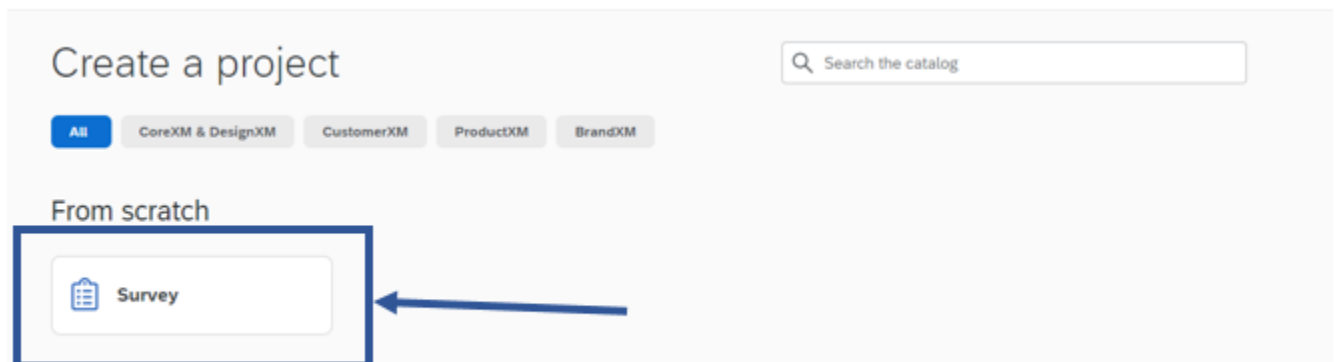 Create a project
Search the catalog
All CoreXM & DesignXM CustomerXM ProductXM BrandXM
From scratch
Survey